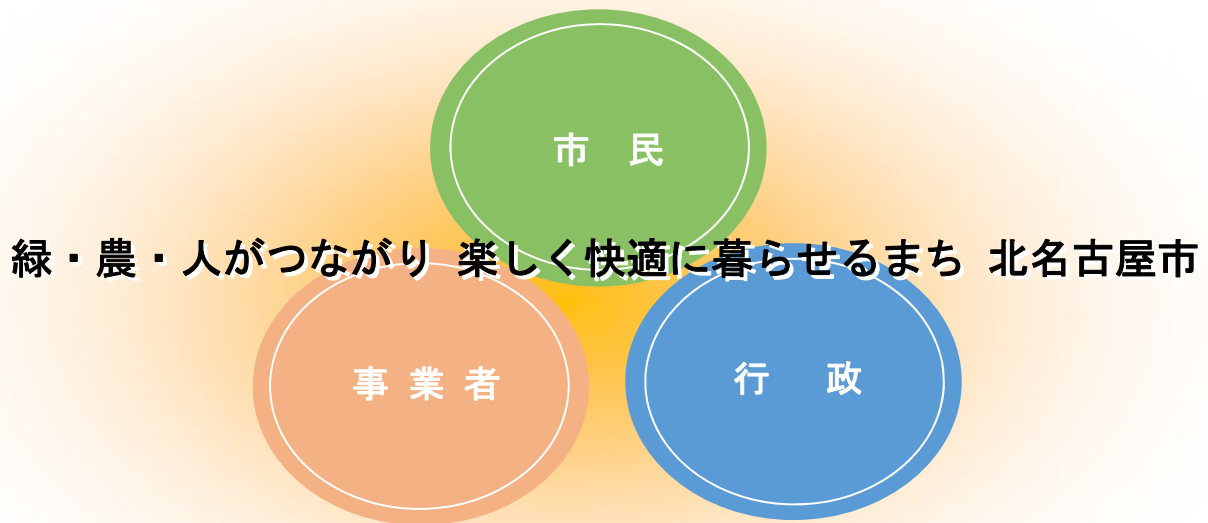 市 民
緑・農・人がつながり 楽しく快適に暮らせるまち 北名古屋市
事 業 者
行 政